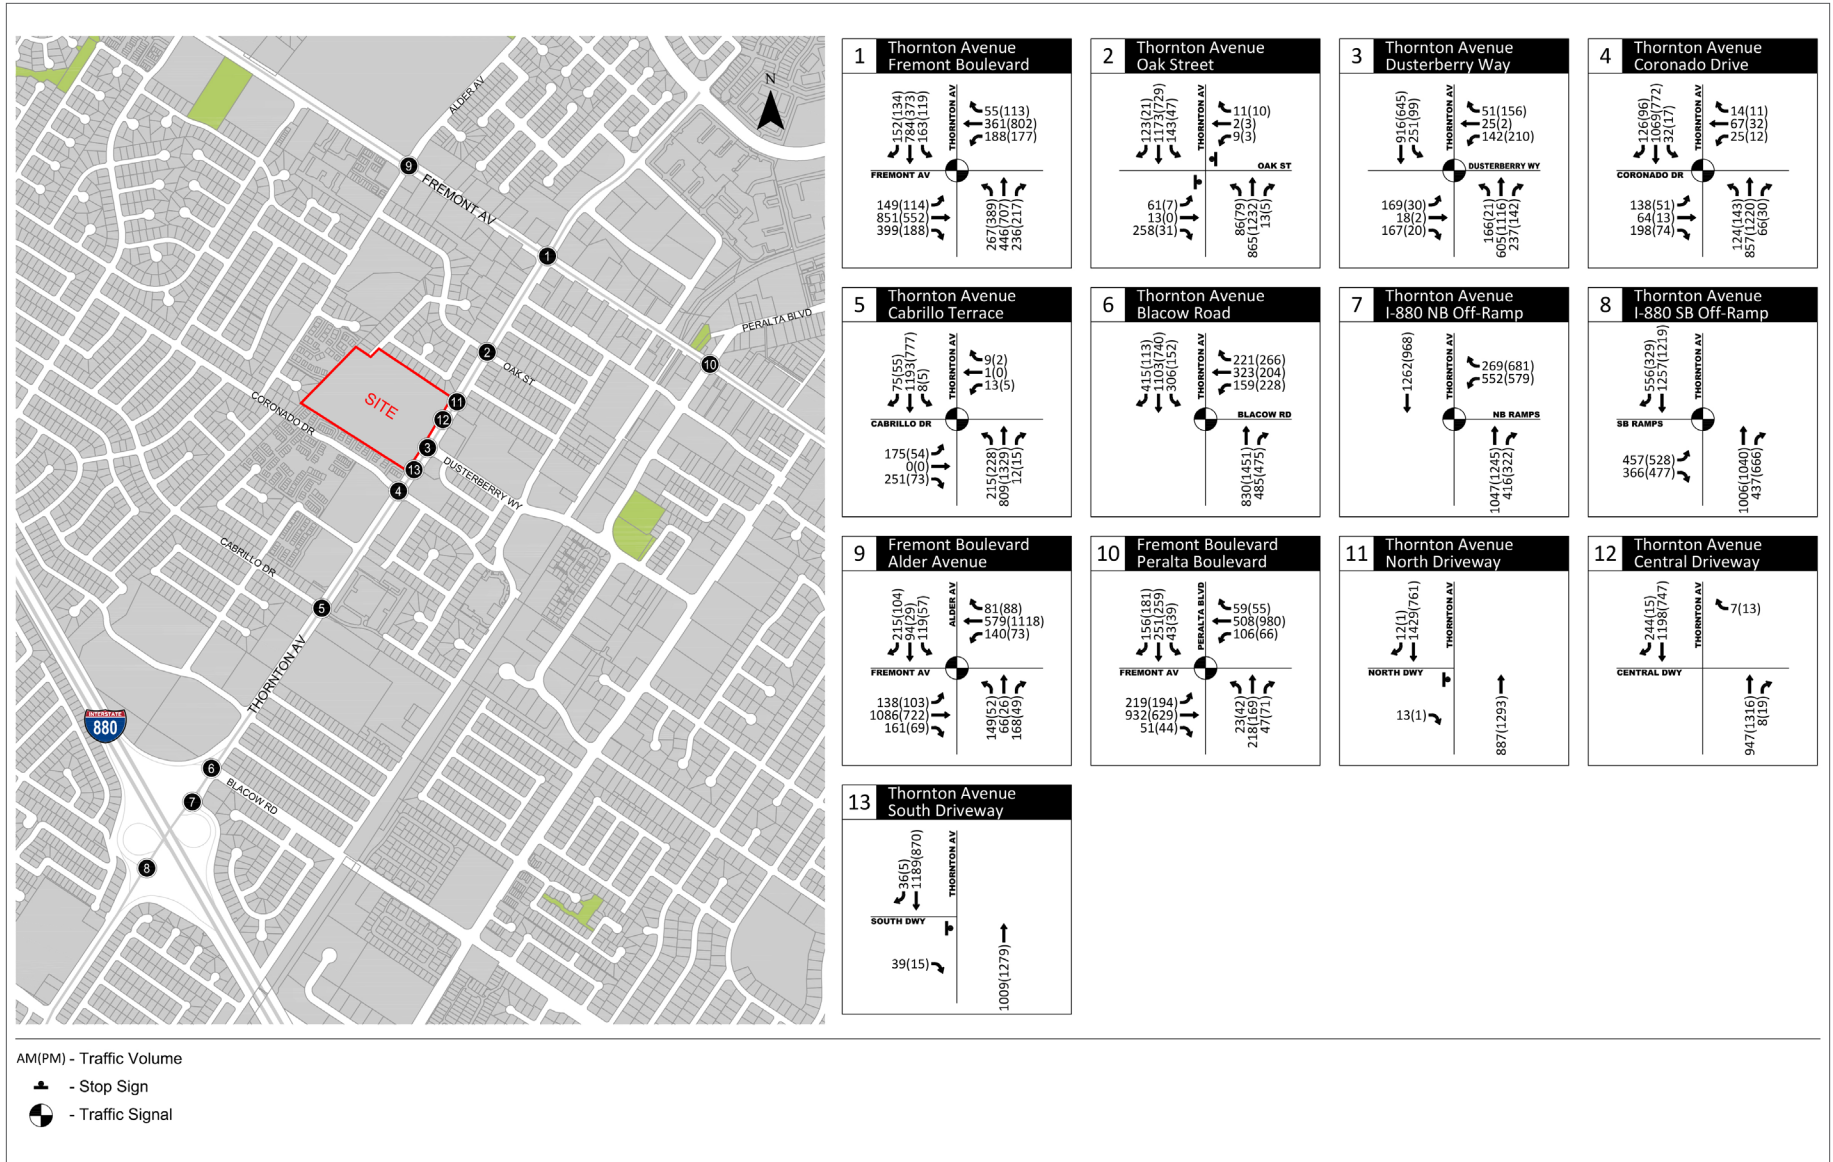 N
ALDER AV
FREMONT AV
PERALTA BLVD
OAK ST
SITE
CORONADO DR
DUSTERBERRY WY
CABRILLO DR
THORNTON AV
BLACOW RD
INTERSTATE
880
9
1
2
10
11
12
3
13
4
5
6
7
8
1
Thornton Avenue
Fremont Boulevard
152(134)
784(373)
163(119)
THORNTON AV
55(113)
361(802)
188(177)
FREMONT AV
149(114)
851(552)
399(188)
267(389)
446(707)
236(217)
2
Thornton Avenue
Oak Street
123(21)
1173(729)
143(47)
THORNTON AV
11(10)
2(3)
9(3)
OAK ST
61(7)
13(0)
258(31)
86(79)
865(1232)
13(5)
3
Thornton Avenue
Dusterberry Way
916(645)
251(99)
THORNTON AV
51(156)
25(2)
142(210)
DUSTERBERRY WY
169(30)
18(2)
167(20)
166(21)
605(1116)
237(142)
4
Thornton Avenue
Coronado Drive
126(96)
1069(772)
32(17)
THORNTON AV
14(11)
67(32)
25(12)
CORONADO DR
138(51)
64(13)
198(74)
124(143)
857(1220)
66(30)
5
Thornton Avenue
Cabrillo Terrace
75(55)
1193(777)
8(5)
THORNTON AV
9(2)
1(0)
13(5)
CABRILLO DR
175(54)
0(0)
251(73)
215(228)
809(1329)
12(15)
6
Thornton Avenue
Blacow Road
415(113)
1103(740)
306(152)
THORNTON AV
221(266)
323(204)
159(228)
BLACOW RD
830(1451)
485(475)
7
Thornton Avenue
I-880 NB Off-Ramp
1262(968)
THORNTON AV
269(681)
552(579)
NB RAMPS
1047(1245)
416(322)
8
Thornton Avenue
I-880 SB Off-Ramp
556(329)
1257(1219)
THORNTON AV
SB RAMPS
457(528)
366(477)
1006(1040)
437(666)
9
Fremont Boulevard
Alder Avenue
215(104)
94(29)
119(57)
ALDER AV
81(88)
579(1118)
140(73)
FREMONT AV
138(103)
1086(722)
161(69)
149(52)
66(26)
168(49)
10
Fremont Boulevard
Peralta Boulevard
156(181)
251(259)
43(39)
PERALTA BLVD
59(55)
508(980)
106(66)
FREMONT AV
219(194)
932(629)
51(44)
23(42)
218(169)
47(71)
11
Thornton Avenue
North Driveway
12(1)
1429(761)
THORNTON AV
NORTH DWY
13(1)
887(1293)
12
Thornton Avenue
Central Driveway
244(15)
1198(747)
THORNTON AV
7(13)
CENTRAL DWY
947(1316)
8(19)
13
Thornton Avenue
South Driveway
36(5)
1189(870)
THORNTON AV
SOUTH DWY
39(15)
1009(1279)
AM(PM) - Traffic Volume
- Stop Sign
- Traffic Signal